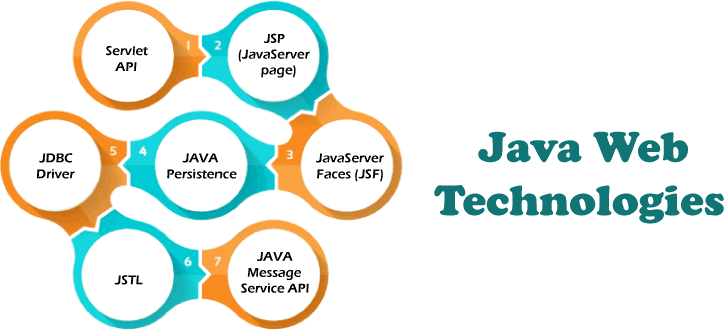 Servlet
API
1
2
JSP
(JavaServer
page)
3
JavaServer
Faces (JSF)
4
JAVA
Persistence
5
JDBC
Driver
6
JSTL
7
JAVA
Message
Service API
Java Web
Technologies